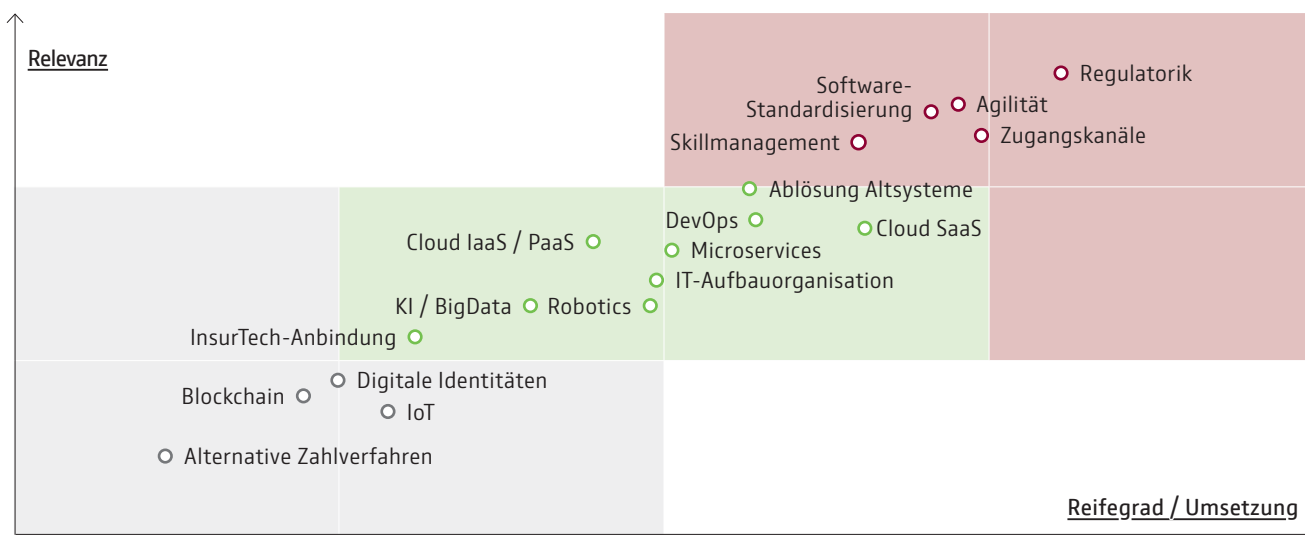 Relevanz
Regulatorik
Software-
Standardisierung
Agilität
Zugangskanäle
Skillmanagement
Ablösung Altsysteme
DevOps
Cloud SaaS
Cloud IaaS / PaaS
Microservices
IT-Aufbauorganisation
KI / BigData
Robotics
InsurTech-Anbindung
Digitale Identitäten
Blockchain
IoT
Alternative Zahlverfahren
Reifegrad / Umsetzung